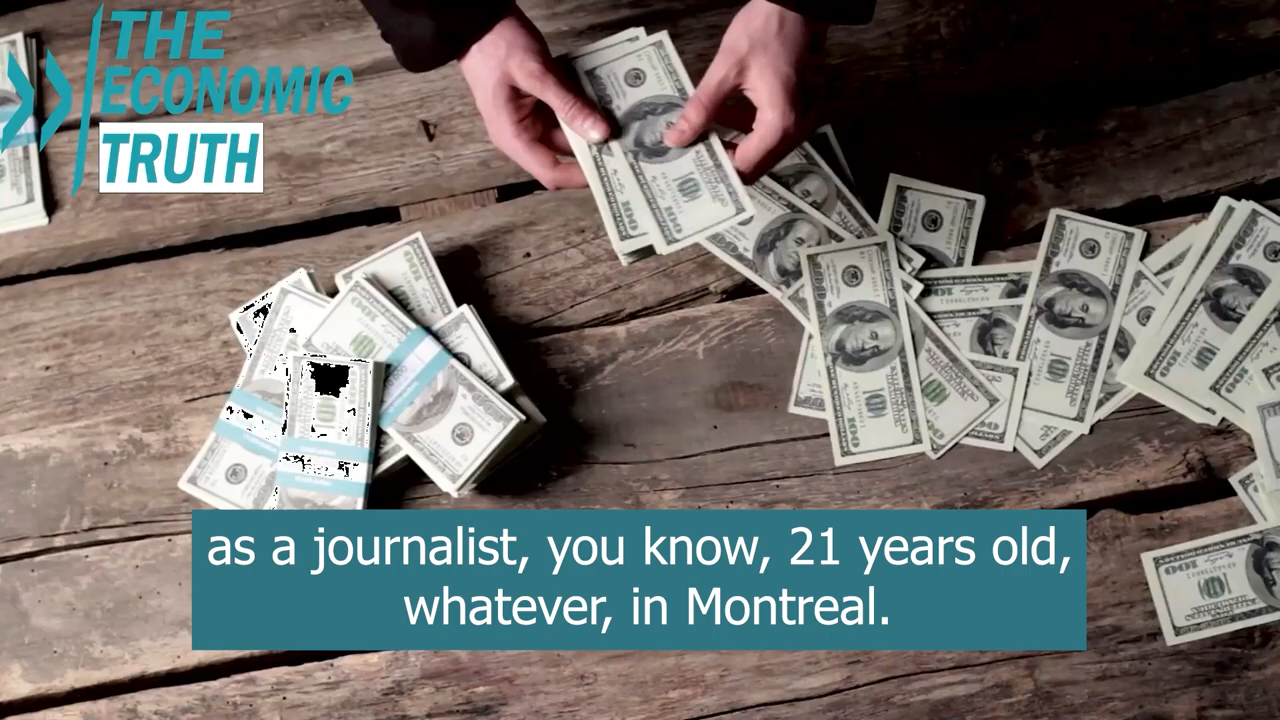 THE
ECONOMIC
TRUTH
as a journalist, you know, 21 years old,
whatever, in Montreal.